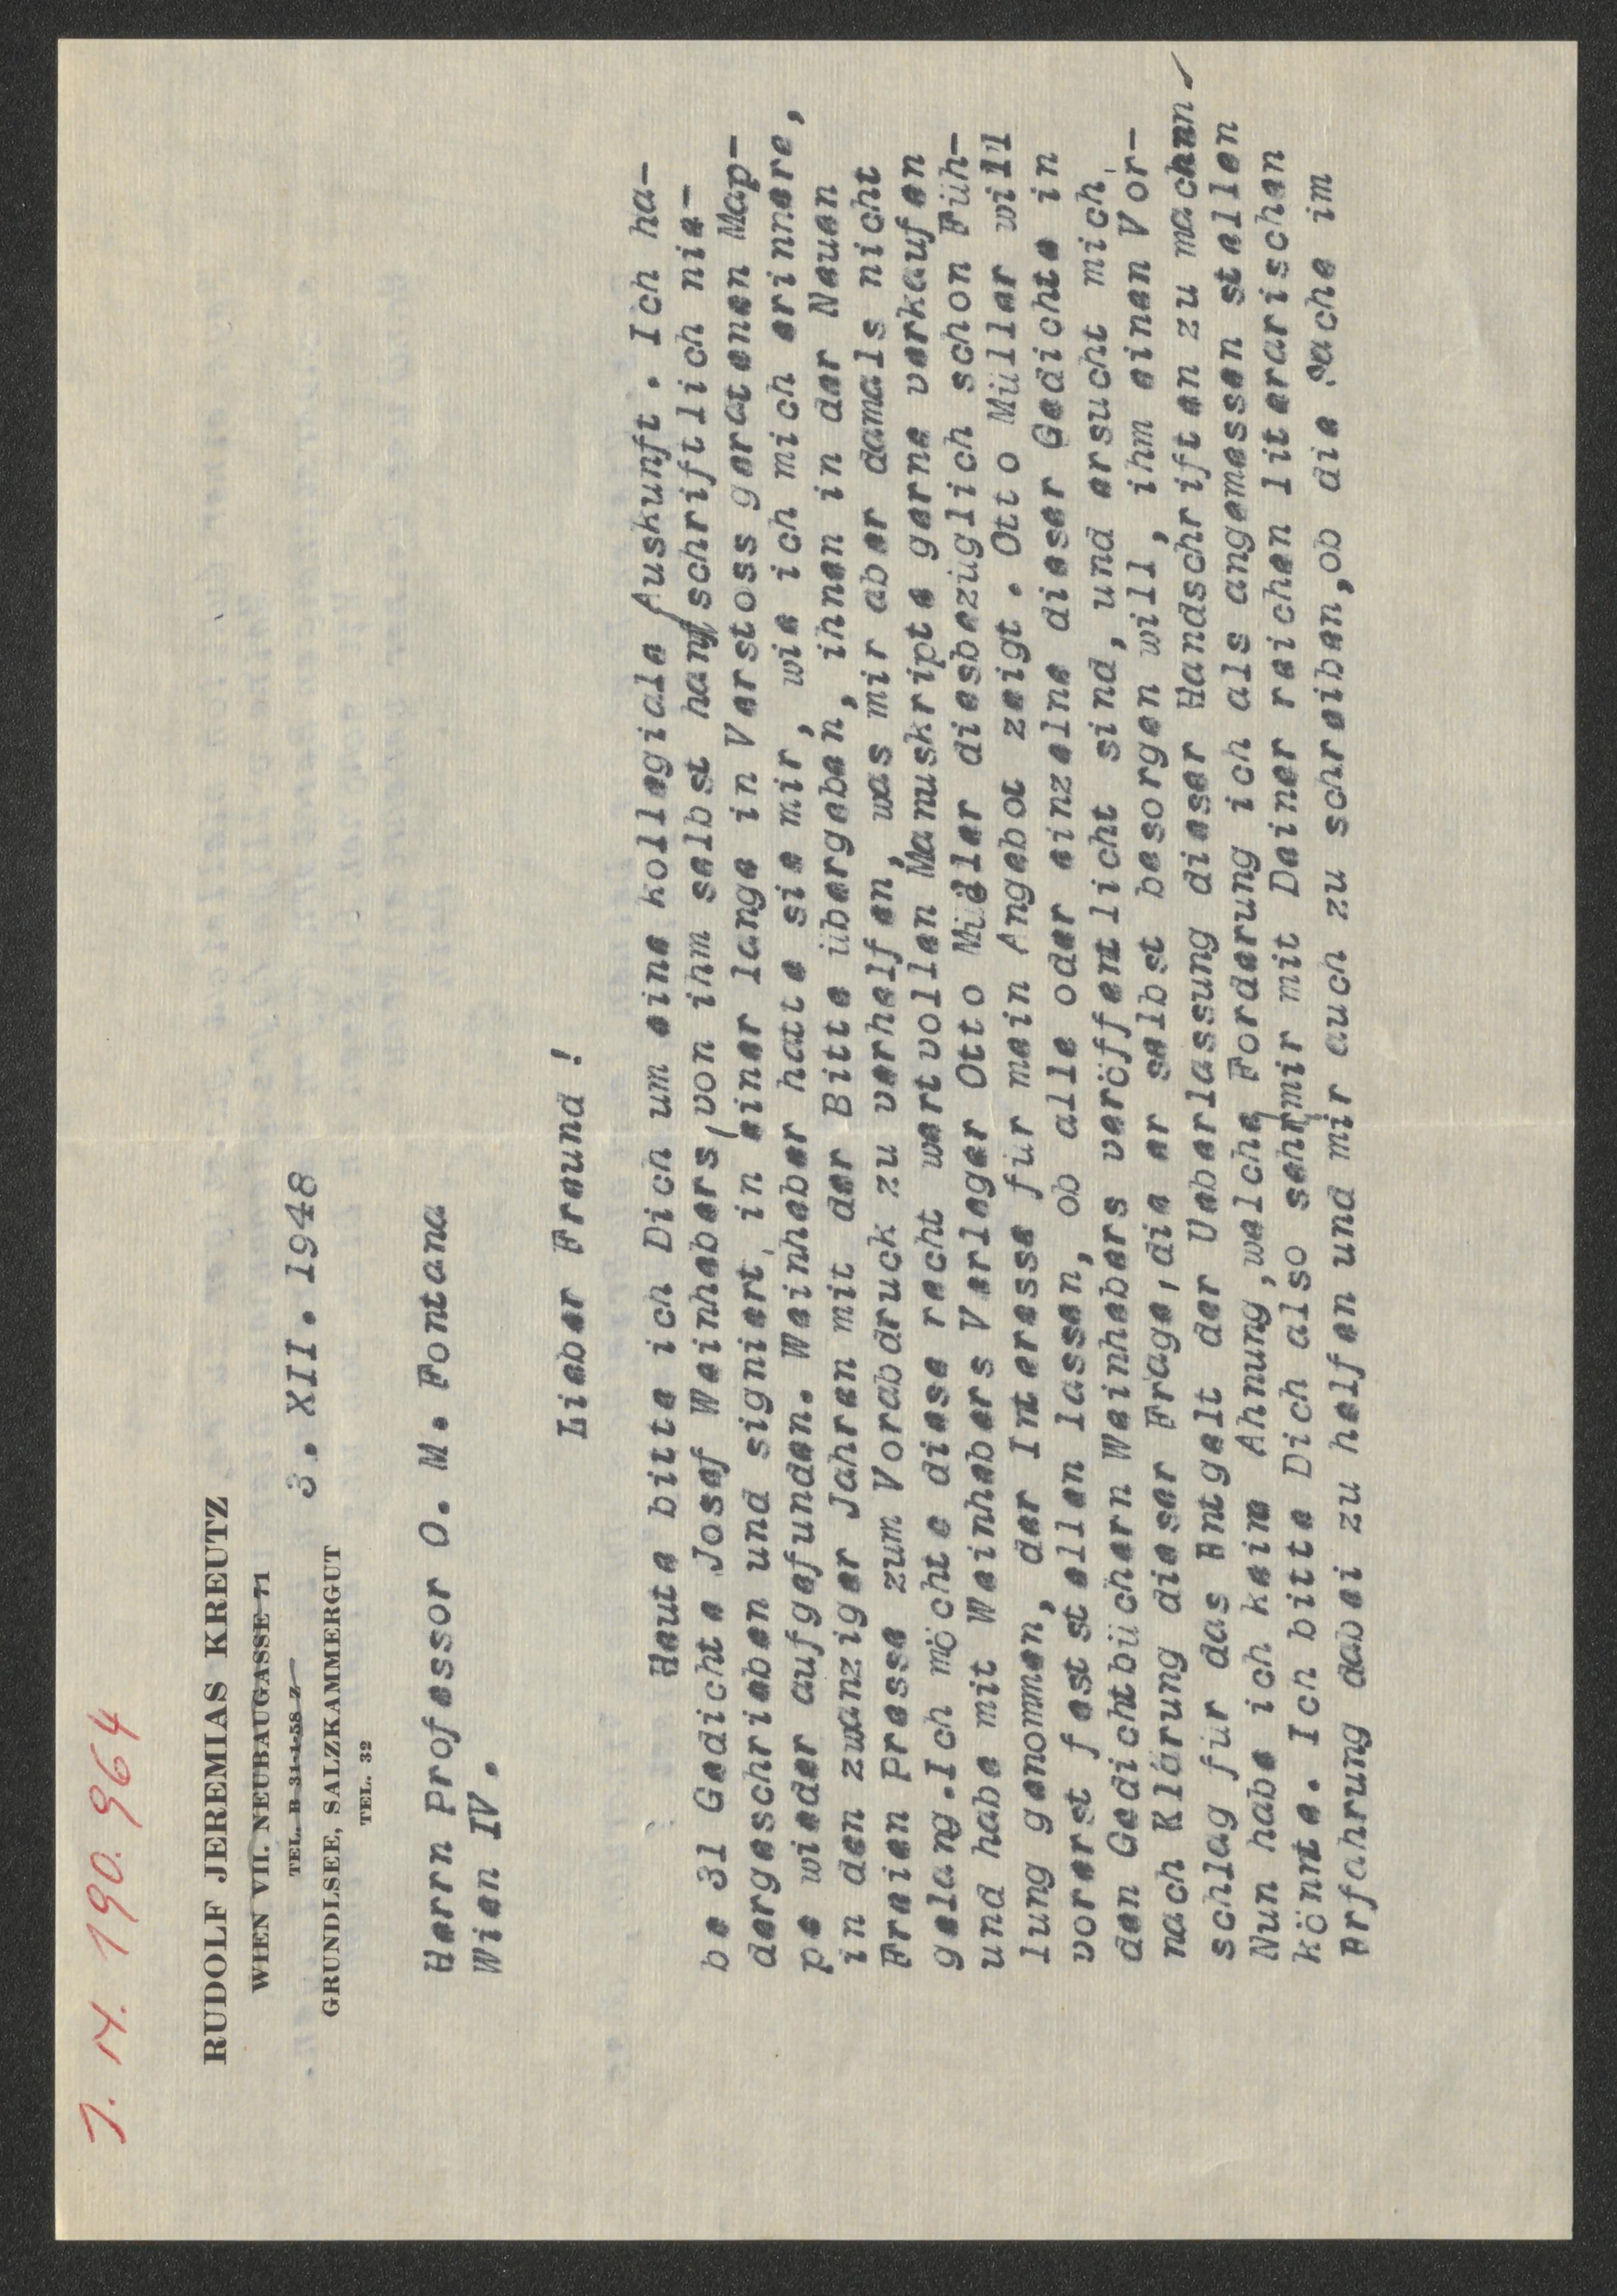 J. N. 190.964
RUDOLF JEREMIAS KREUTZ
WIEN VII. NEUBAUGASSE 71
TEL. B 31-1-58 Z
GRUNDLSEE, SALZKAMMERGUT
TEL. 32
3. XII. 1948
Herrn Professor O. M. Fontana
Wien IV.
Lieber Freund !
Heute bitte ich Dich um eine kollegiale Auskunft. Ich ha-
be 31 Gedichte Josef Weinhebers, von ihm selbst handschriftlich nie-
dergeschrieben und signiert, in einer lange in Verstoss geratenen Map-
pe wieder aufgefunden. Weinheber hatte sie mir, wie ich mich erinnere,
in den zwanziger Jahren mit der Bitte übergeben, ihnen in der Neuen
Freien Presse zum Vorabdruck zu verhelfen, was mir aber damals nicht
gelang. Ich möchte diese recht wertvollen Manuskripte gerne verkaufen
und habe mit Weinhebers Verleger Otto Müller diesbezüglich schon Füh-
lung genommen, der Interesse für mein Angebot zeigt. Otto Müller will
vorerst feststellen lassen, ob alle oder einzelne dieser Gedichte in
den Gedichtbüchern Weinhebers veröffentlicht sind, und ersucht mich,
nach Klärung dieser Frage, die er selbst besorgen will, ihm einen Vor-
schlag für das Entgelt der Ueberlassung dieser Handschriften zu machen
Nun habe ich keine Ahnung, welche Forderung ich als angemessen stellen
könnte. Ich bitte Dich also sehr, mir mit Deiner reichen literarischen
Erfahrung dabei zu helfen und mir auch zu schreiben, ob die Sache im